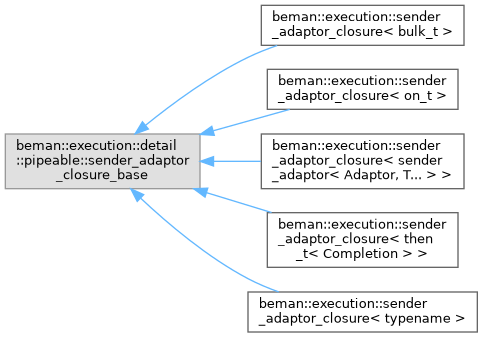 beman::execution::sender
_adaptor_closure< bulk_t >
beman::execution::sender
_adaptor_closure< on_t >
beman::execution::detail
::pipeable::sender_adaptor
_closure_base
beman::execution::sender
_adaptor_closure< sender
_adaptor< Adaptor, T... > >
beman::execution::sender
_adaptor_closure< then
_t< Completion > >
beman::execution::sender
_adaptor_closure< typename >